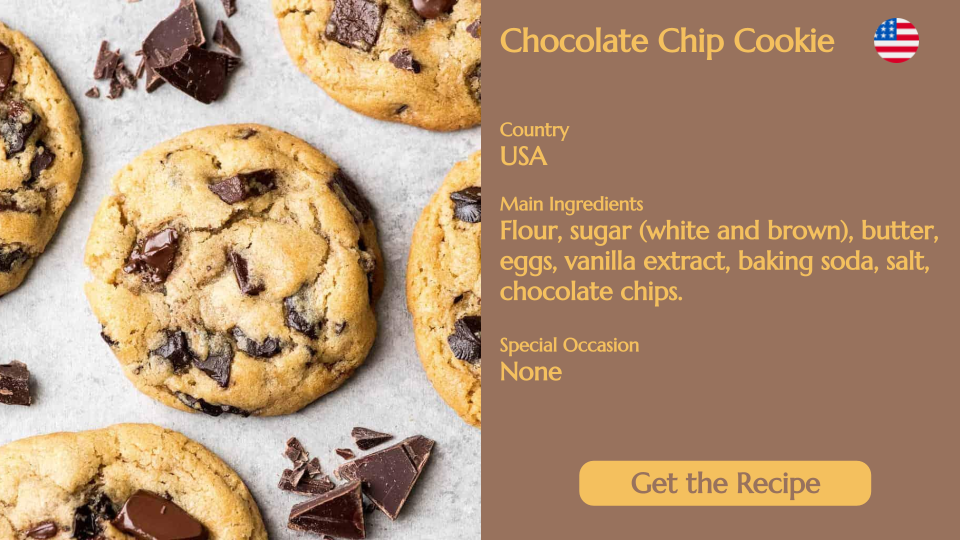 Chocolate Chip Cookie
Country
USA
Main Ingredients
Flour, sugar (white and brown), butter,
eggs, vanilla extract, baking soda, salt,
chocolate chips.
Special Occasion
None
Get the Recipe